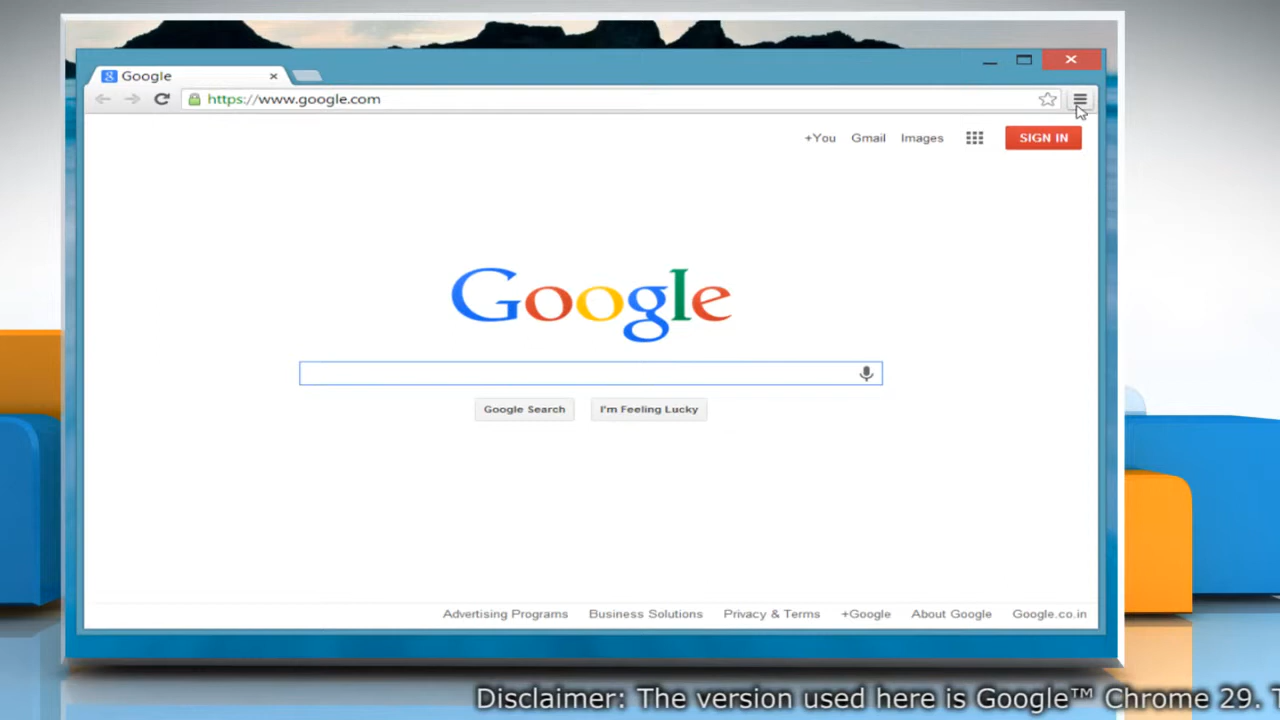 Google
https://www.google.com
+You Gmail Images SIGN IN
Google
Google Search I'm Feeling Lucky
Advertising Programs Business Solutions Privacy & Terms +Google About Google Google.co.in
Disclaimer: The version used here is Google™ Chrome 29.